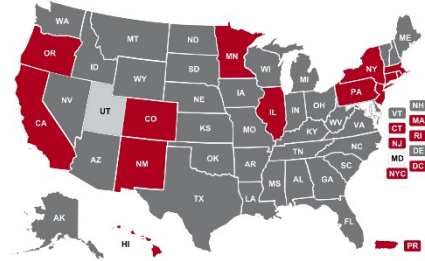 WA
MT
ND
MN
ME
OR
ID
SD
WI
NY
WY
MI
IA
PA
NV
NE
OH
UT
IL
IN
CA
CO
KS
MO
WV
VA
KY
AZ
NM
OK
AR
TN
NC
SC
MS
AL
GA
TX
LA
FL
AK
HI
VT
NH
CT
MA
NJ
RI
MD
DE
NYC
DC
PR